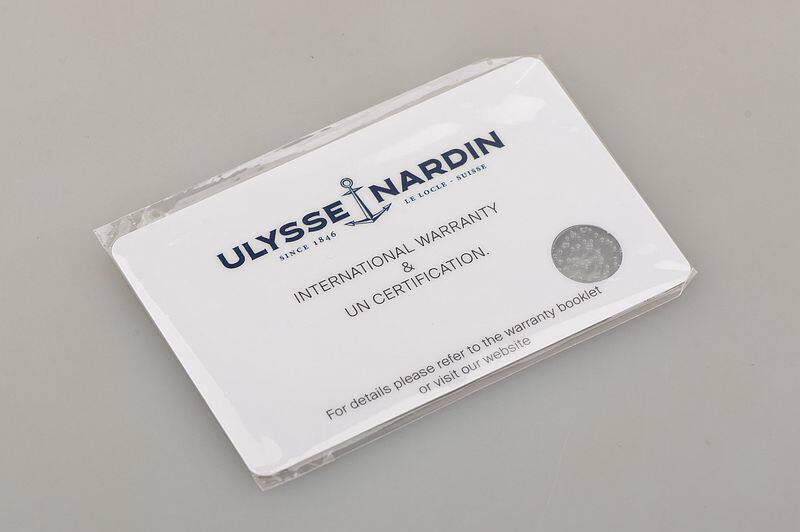 ULYSSE NARDIN
SINCE 1846 LE LOCLE - SUISSE
INTERNATIONAL WARRANTY
&
UN CERTIFICATION.
For details please refer to the warranty booklet
or visit our website